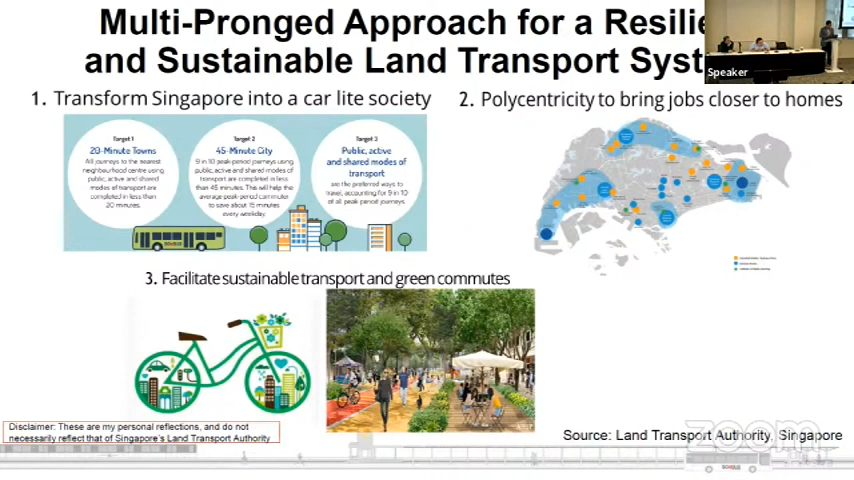 Multi-Pronged Approach for a Resilie
and Sustainable Land Transport Syst
Speaker
1. Transform Singapore into a car lite society
2. Polycentricity to bring jobs closer to homes
Target 1
20-Minute Towns
All journeys to the nearest
neighbourhood centre using
public, active and shared
modes of transport are
completed in less than
20 minutes.
Target 2
45-Minute City
9 in 10 peak-period journeys using
public, active and shared modes of
transport are completed in less
than 45 minutes. This will help the
average peak-period commuter
to save about 15 minutes
every weekday.
Target 3
Public, active
and shared modes of
transport
are the preferred ways to
travel, accounting for 9 in 10
of all peak period journeys.
3. Facilitate sustainable transport and green commutes
Disclaimer: These are my personal reflections, and do not
necessarily reflect that of Singapore's Land Transport Authority
Source: Land Transport Authority, Singapore
zoom